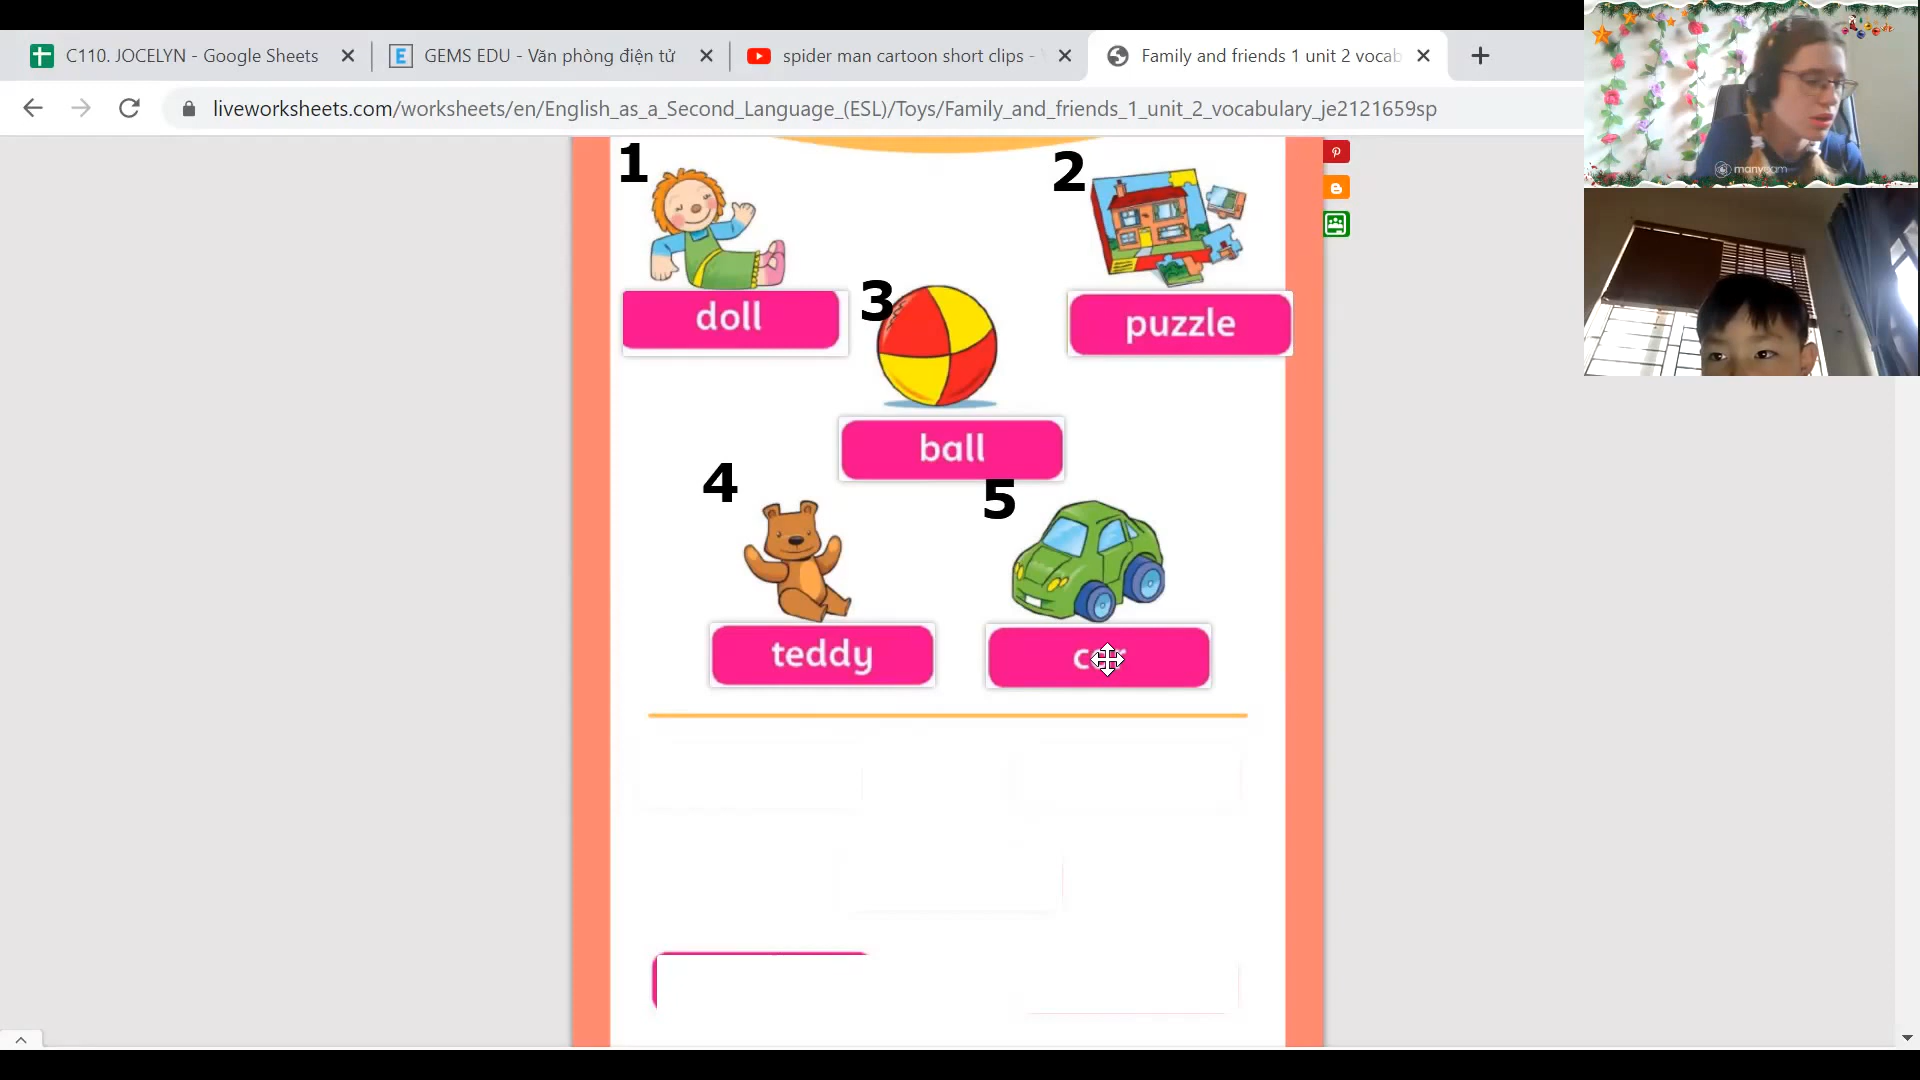 C110. JOCELYN - Google Sheets
GEMS EDU - Văn phòng điện tử
spider man cartoon short clips -
Family and friends 1 unit 2 vocab
liveworksheets.com/worksheets/en/English_as_a_Second_Language_(ESL)/Toys/Family_and_friends_1_unit_2_vocabulary_je2121659sp
manycam
1
2
doll
3
puzzle
ball
4
5
teddy